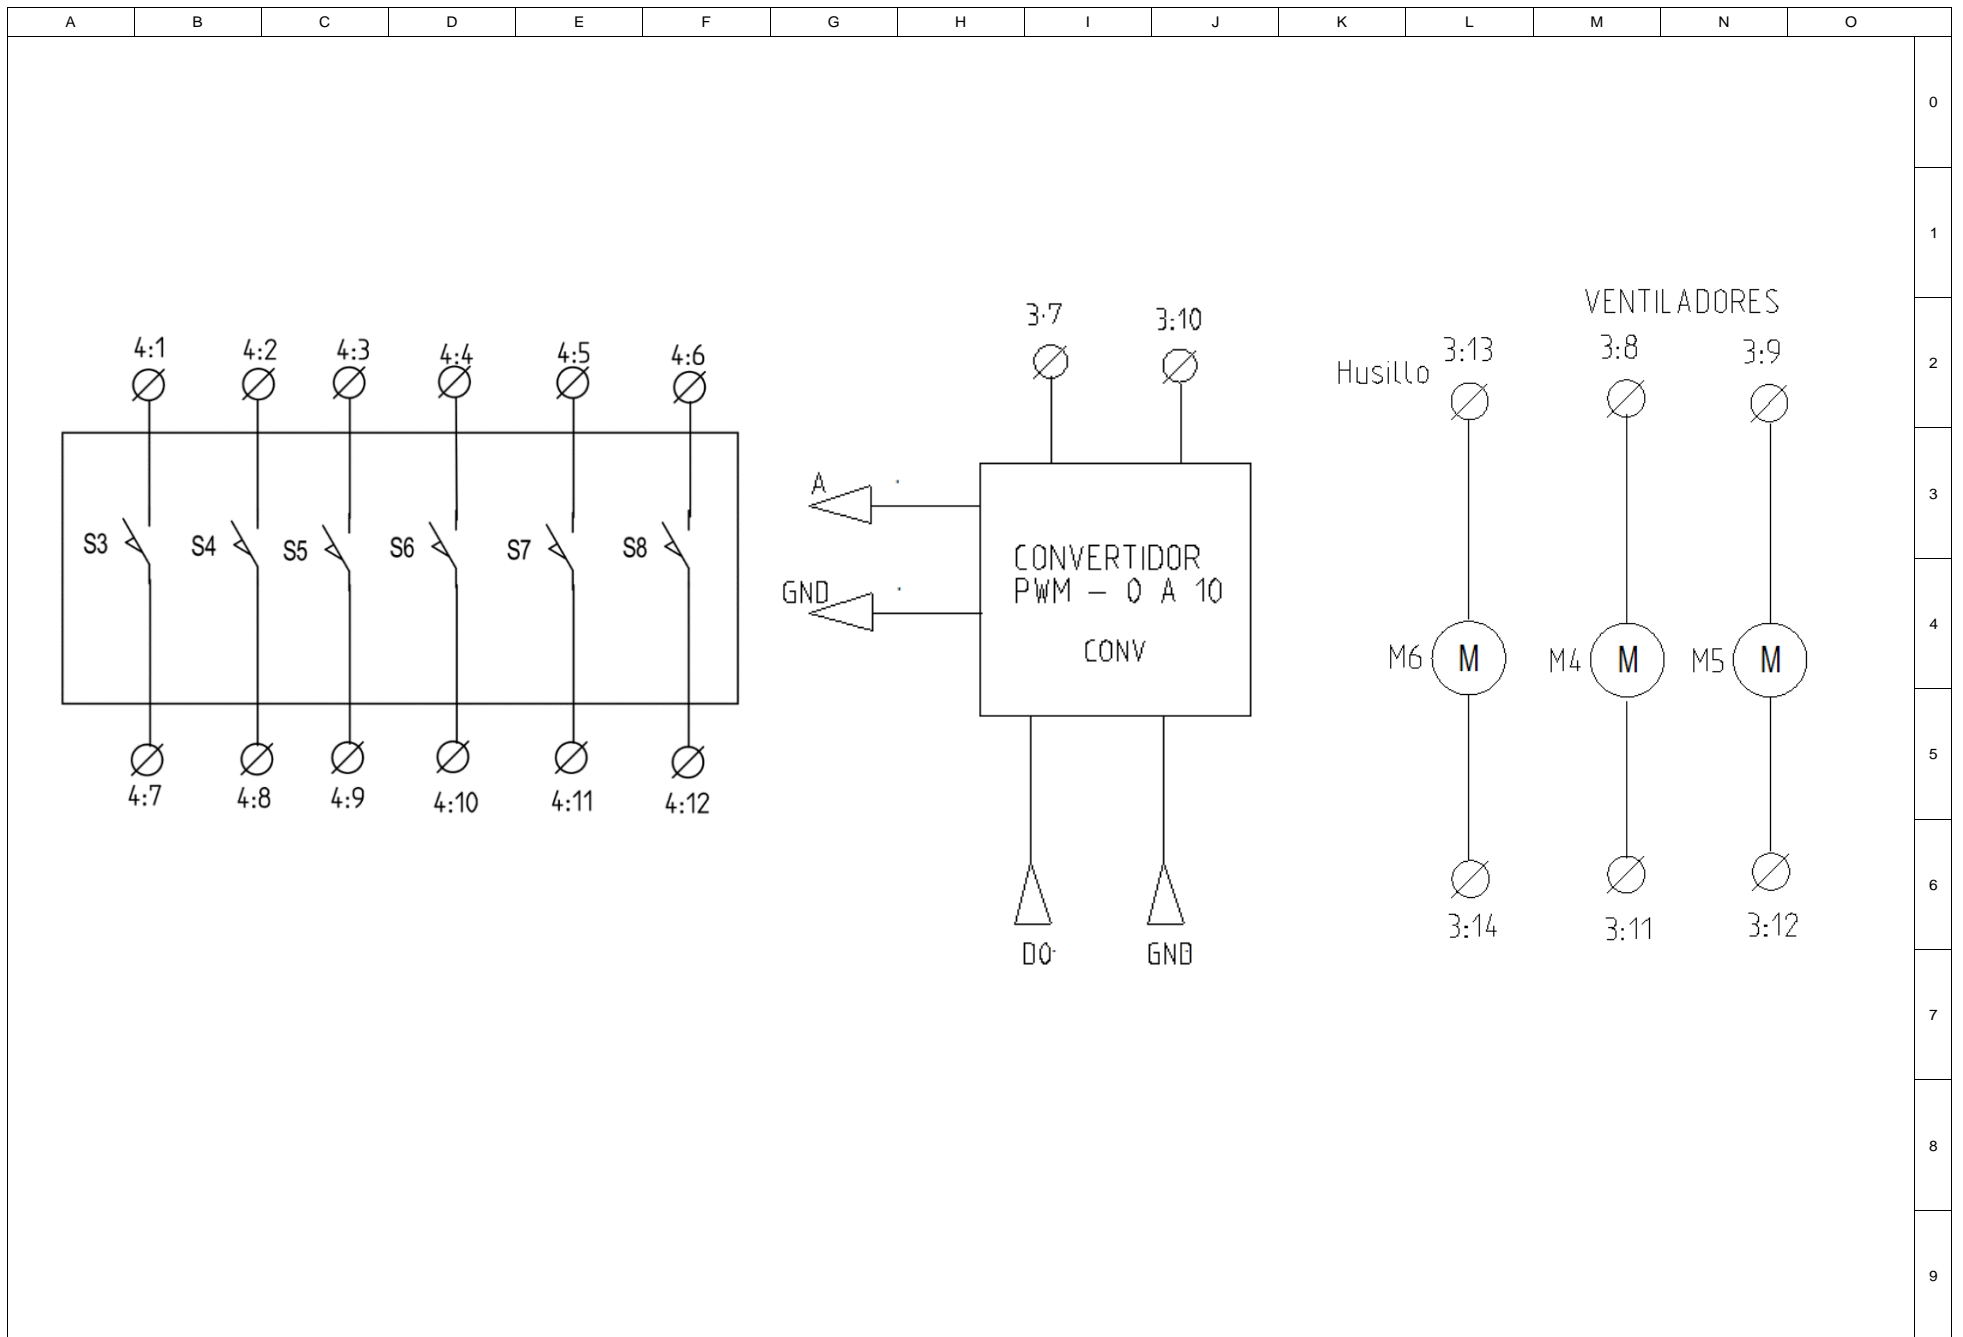 A B C D E F G H I J K L M N O
0
1
2
3
4
5
6
7
8
9
4:1 4:2 4:3 4:4 4:5 4:6
S3 S4 S5 S6 S7 S8
4:7 4:8 4:9 4:10 4:11 4:12
3:7 3:10
A
GND
CONVERTIDOR
PWM – 0 A 10
CONV
D0 GND
VENTILADORES
Husillo 3:13 3:8 3:9
M6 M M4 M M5 M
3:14 3:11 3:12